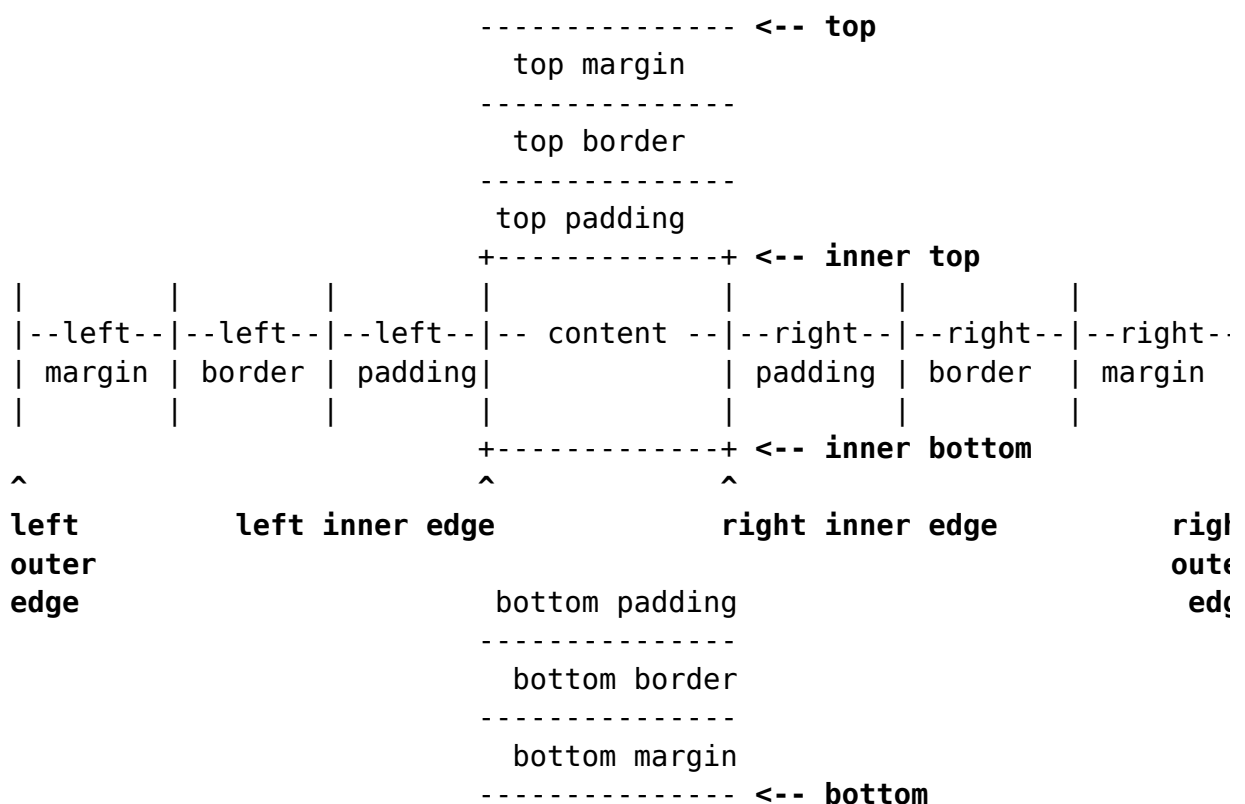 --------------- <-- top
top margin
---------------
top border
---------------
top padding
+-------------+ <-- inner top
| | | | | | |
|--left--|--left--|--left--|-- content --|--right--|--right--|--right-
| margin | border | padding| | padding | border | margin
| | | | | | |
+-------------+ <-- inner bottom
^ ^ ^
left left inner edge right inner edge
outer
edge bottom padding
---------------
bottom border
---------------
bottom margin
--------------- <-- bottom